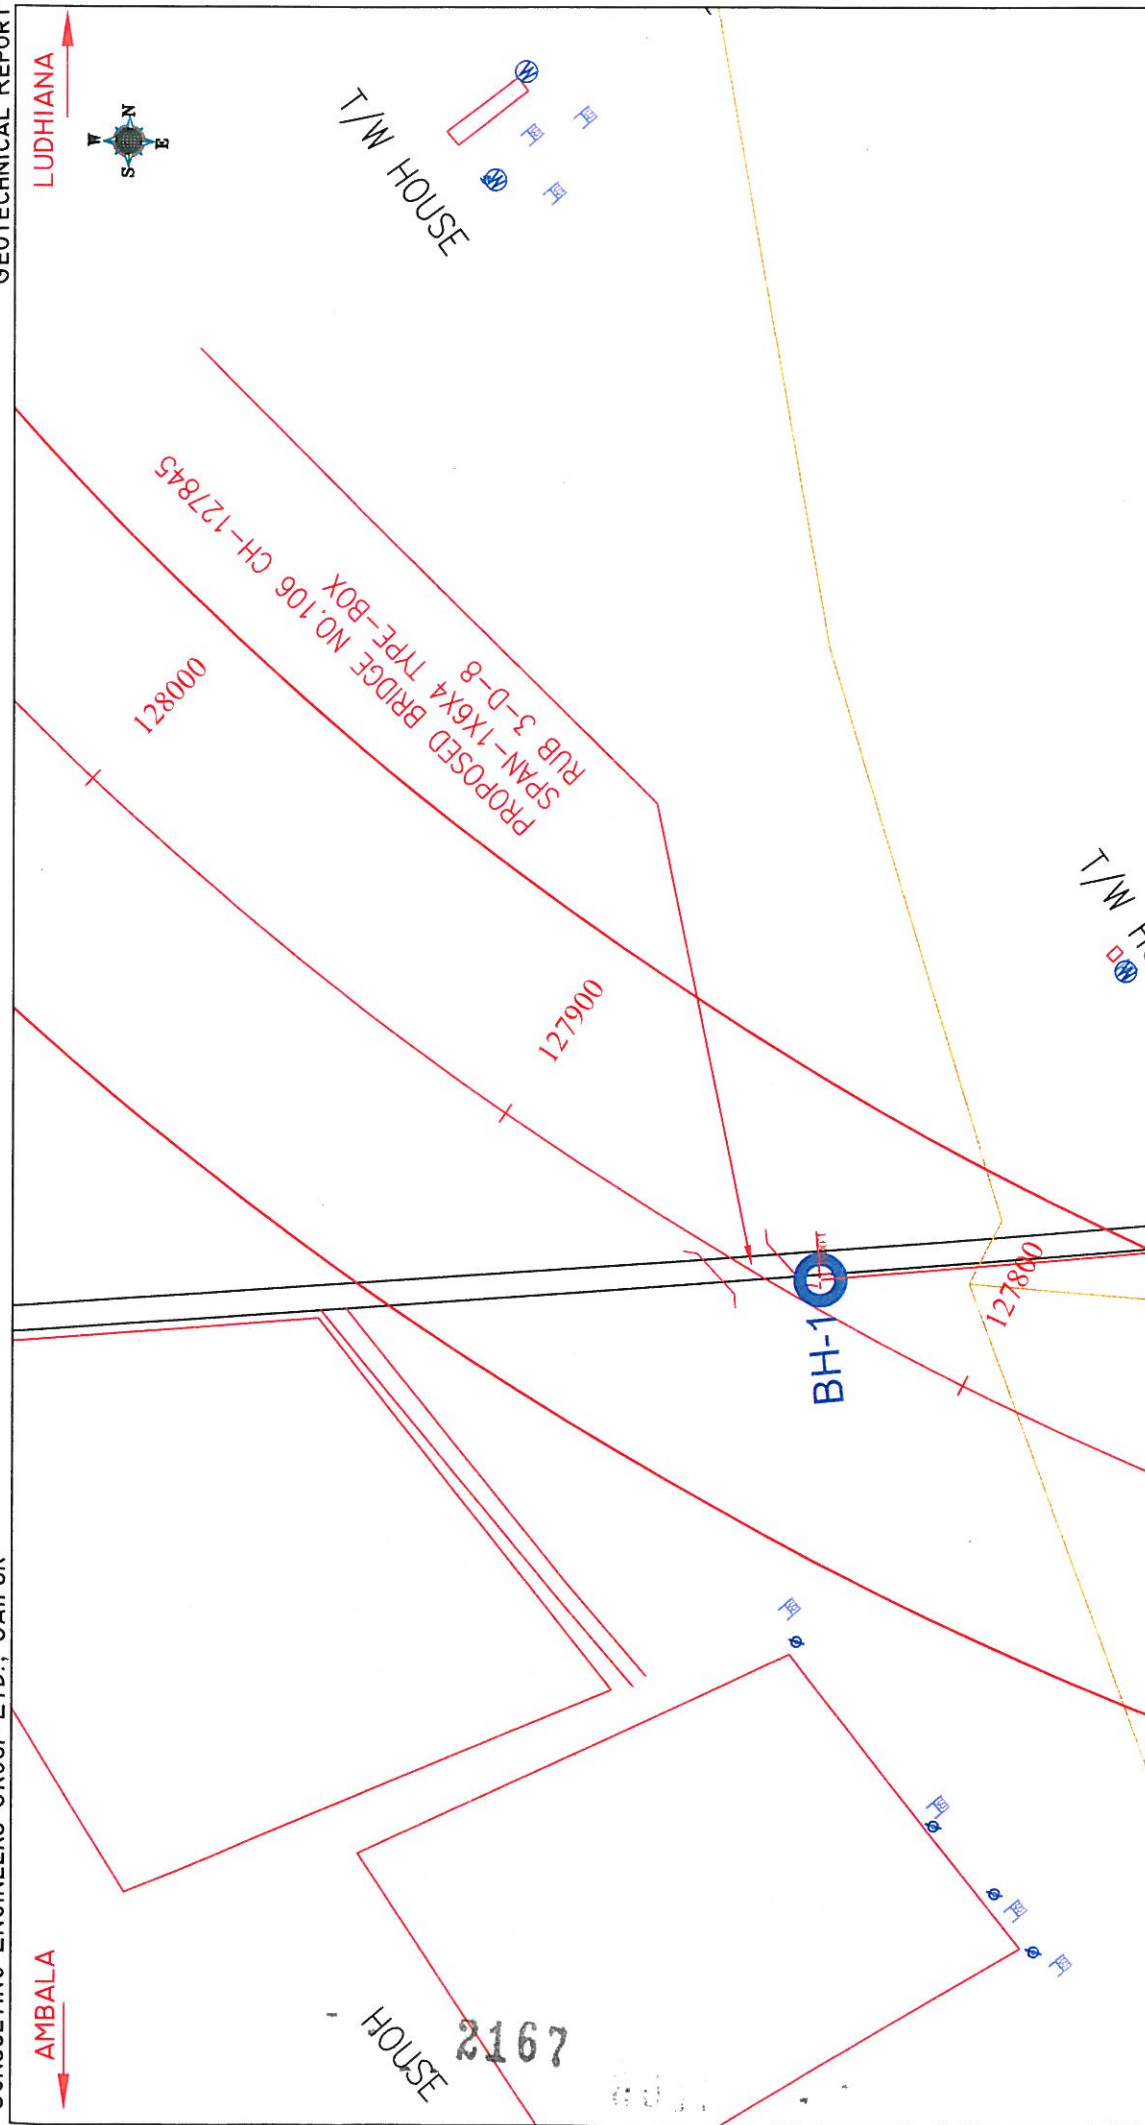 GEOTECHNICAL REPORT
LUDHIANA
W
N
S
E
T/W HOUSE
W
W
PROPOSED BRIDGE NO.106 CH-127845
SPAN-1X6X4 TYPE-BOX
RUB 3-D-8
128000
127900
127800
T/W
W
BH-1
AMBALA
HOUSE
2167